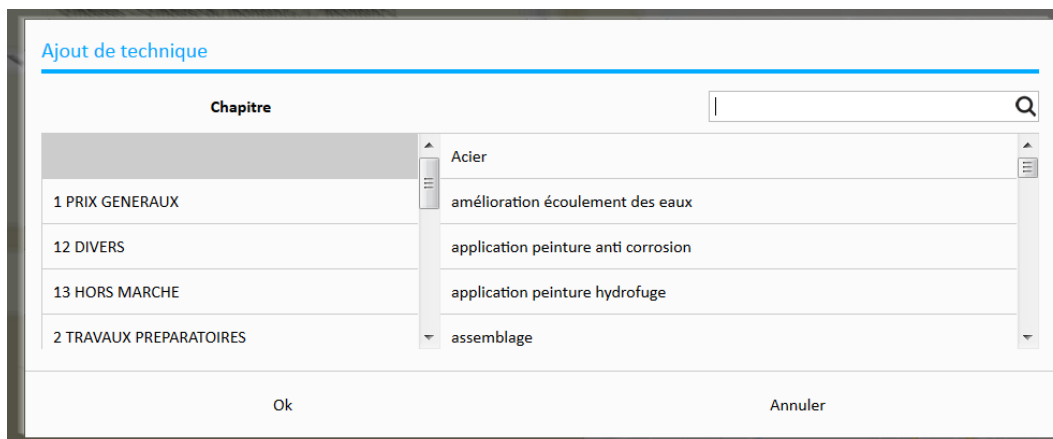 Ajout de technique
Chapitre
Acier
1 PRIX GENERAUX
amélioration écoulement des eaux
12 DIVERS
application peinture anti corrosion
13 HORS MARCHE
application peinture hydrofuge
2 TRAVAUX PREPARATOIRES
assemblage
Ok
Annuler